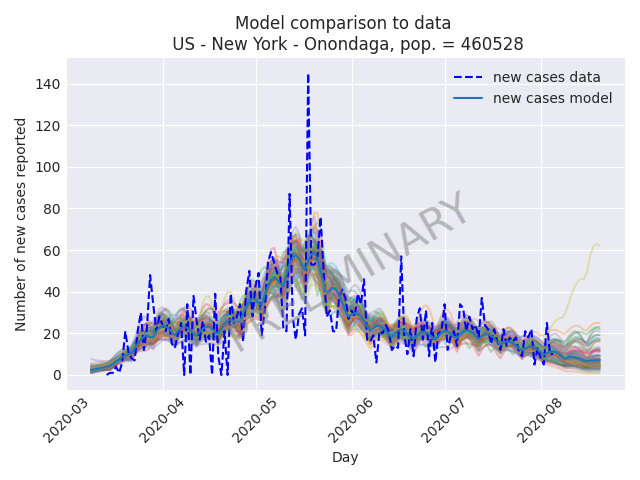 Model comparison to data
US - New York - Onondaga, pop. = 460528
new cases data
new cases model
PRELIMINARY
Number of new cases reported
140
120
100
80
60
40
20
0
2020-03
2020-04
2020-05
2020-06
2020-07
2020-08
Day